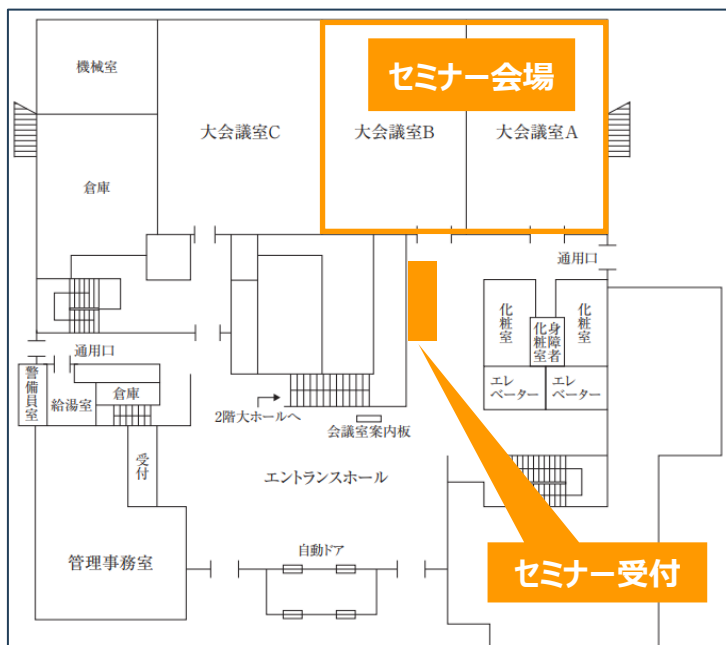 機械室
セミナー会場
大会議室C
大会議室B
大会議室A
倉庫
通用口
化粧室
身障者
化粧室
化粧室
通用口
警備員室
給湯室
倉庫
エレ
ベーター
エレ
ベーター
2階大ホールへ
会議室案内板
受付
エントランスホール
自動ドア
管理事務室
セミナー受付